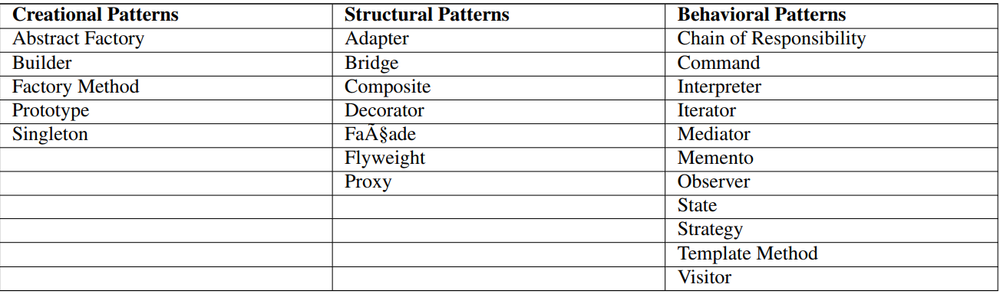 Creational Patterns Structural Patterns Behavioral Patterns
Abstract Factory Adapter Chain of Responsibility
Builder Bridge Command
Factory Method Composite Interpreter
Prototype Decorator Iterator
Singleton FaÃ§ade Mediator
Flyweight Memento
Proxy Observer
State
Strategy
Template Method
Visitor